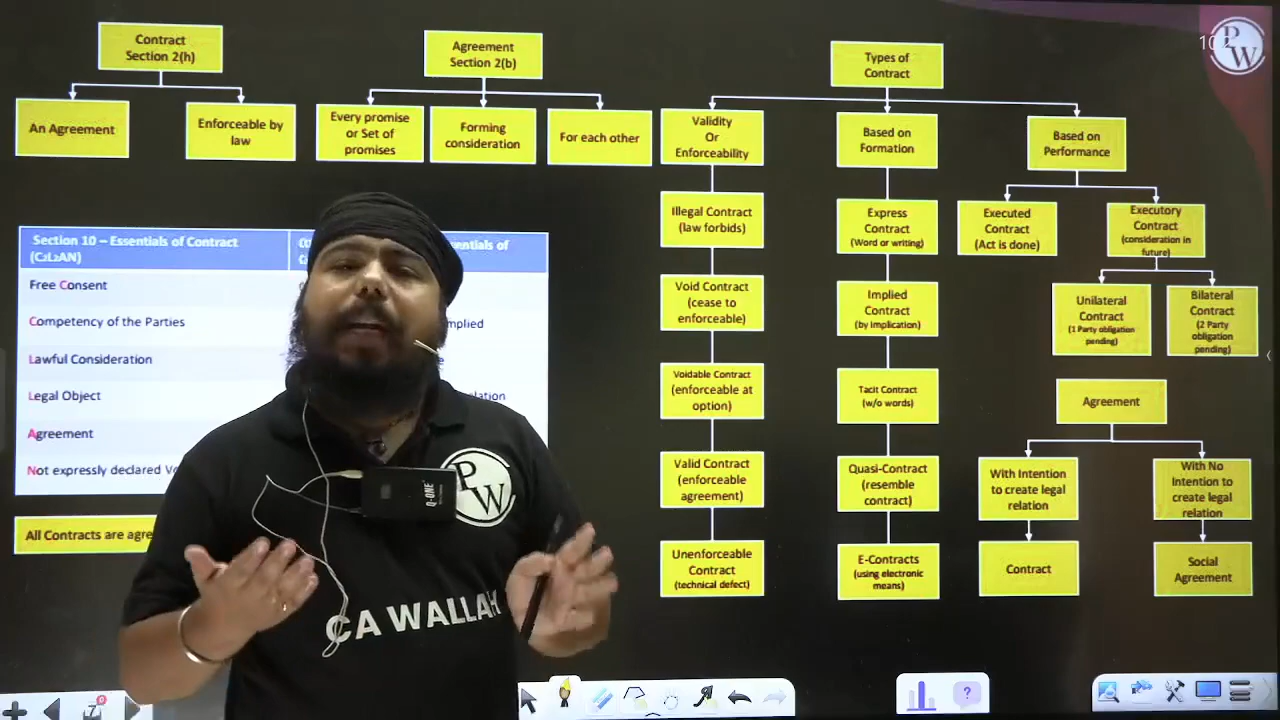 Contract
Section 2(h)
An Agreement
Enforceable by
law
Agreement
Section 2(b)
Every promise
or Set of
promises
Forming
consideration
For each other
Types of
Contract
Validity
Or
Enforceability
Illegal Contract
(law forbids)
Void Contract
(cease to
enforceable)
Voidable Contract
(enforceable at
option)
Valid Contract
(enforceable
agreement)
Unenforceable
Contract
(technical defect)
Based on
Formation
Express
Contract
(Word or writing)
Implied
Contract
(by implication)
Tacit Contract
(w/o words)
Quasi-Contract
(resemble
contract)
E-Contracts
(using electronic
means)
Based on
Performance
Executed
Contract
(Act is done)
Executory
Contract
(consideration in
future)
Unilateral
Contract
(1 Party obligation
pending)
Bilateral
Contract
(2 Party
obligation
pending)
Agreement
With Intention
to create legal
relation
Contract
With No
Intention to
create legal
relation
Social
Agreement
Section 10 – Essentials of Contract
(C2L2AN)
Free Consent
Competency of the Parties
Lawful Consideration
Legal Object
Agreement
Not expressly declared
All Contracts are
PW
Q-ONE
PW
CA WALLAH
7
?